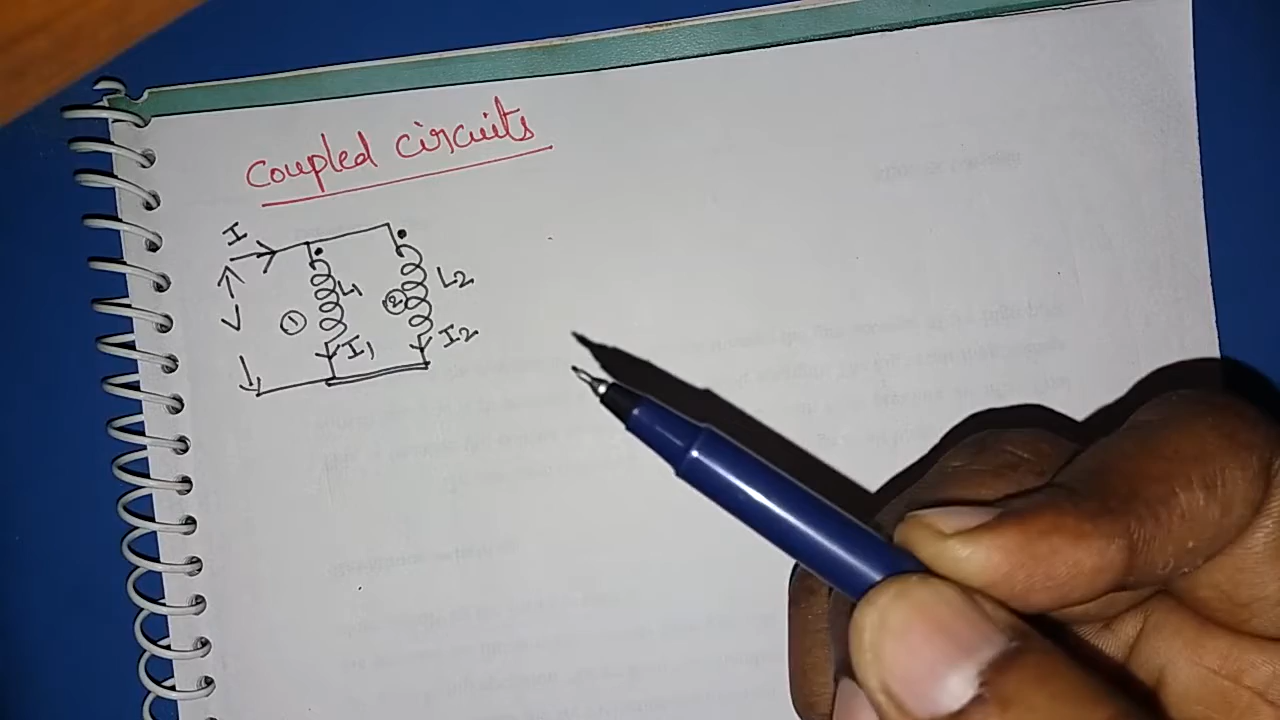 Coupled circuits
I
L1
L2
V
①
②
I1
I2